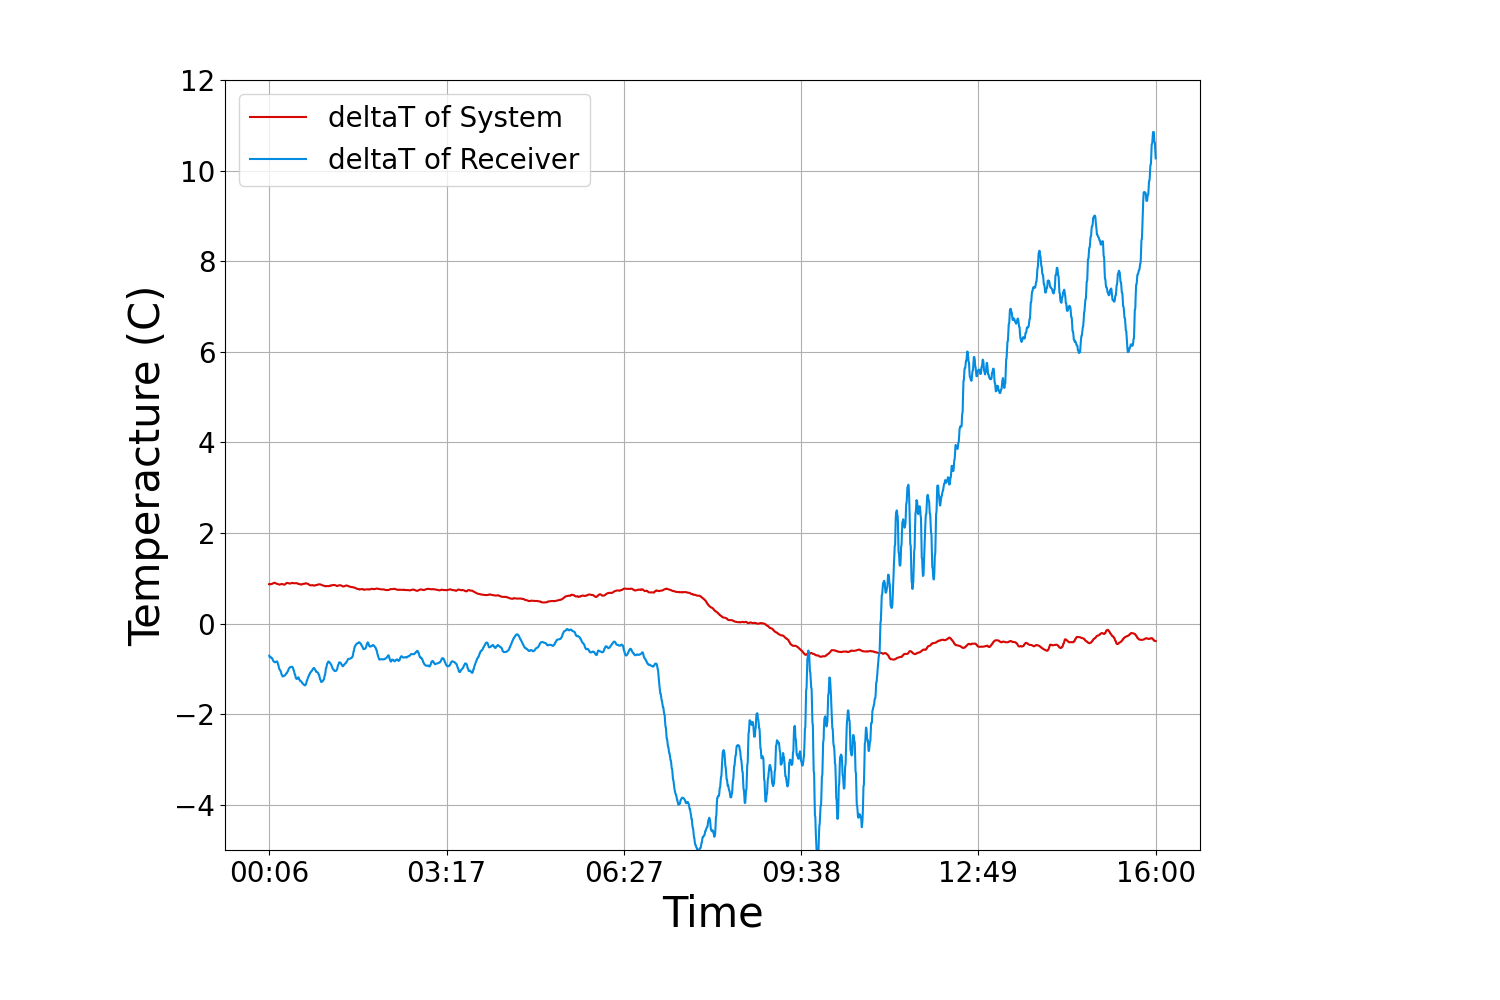 12
10
8
6
4
2
0
−2
−4
Temperacture (C)
deltaT of System
deltaT of Receiver
00:06 03:17 06:27 09:38 12:49 16:00
Time